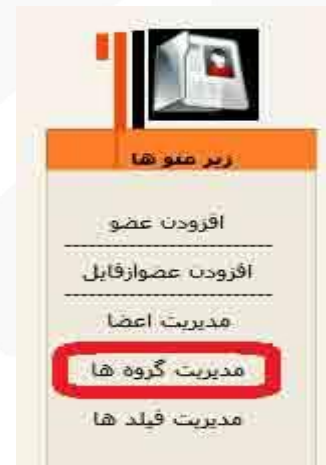 زیر منو ها
افزودن عضو
افزودن عضوازفایل
مدیریت اعضا
مدیریت گروه ها
مدیریت فیلد ها